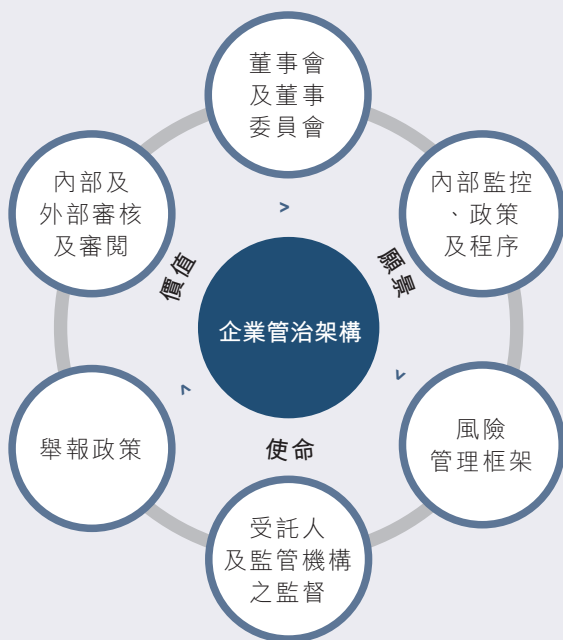 董事會
及董事
委員會
內部監控
、政策
及程序
風險
管理框架
受託人
及監管機構
之監督
舉報政策
內部及
外部審核
及審閱
價值
願景
使命
企業管治架構